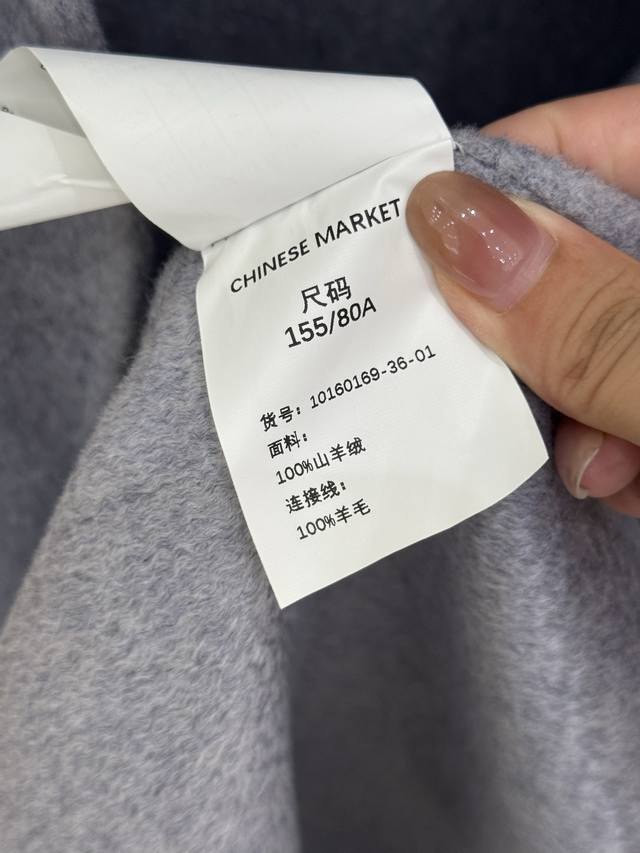 CHINESE MARKET
尺码
155/80A
货号：10160169-36-01
面料：
100%山羊绒
连接线：
100%羊毛